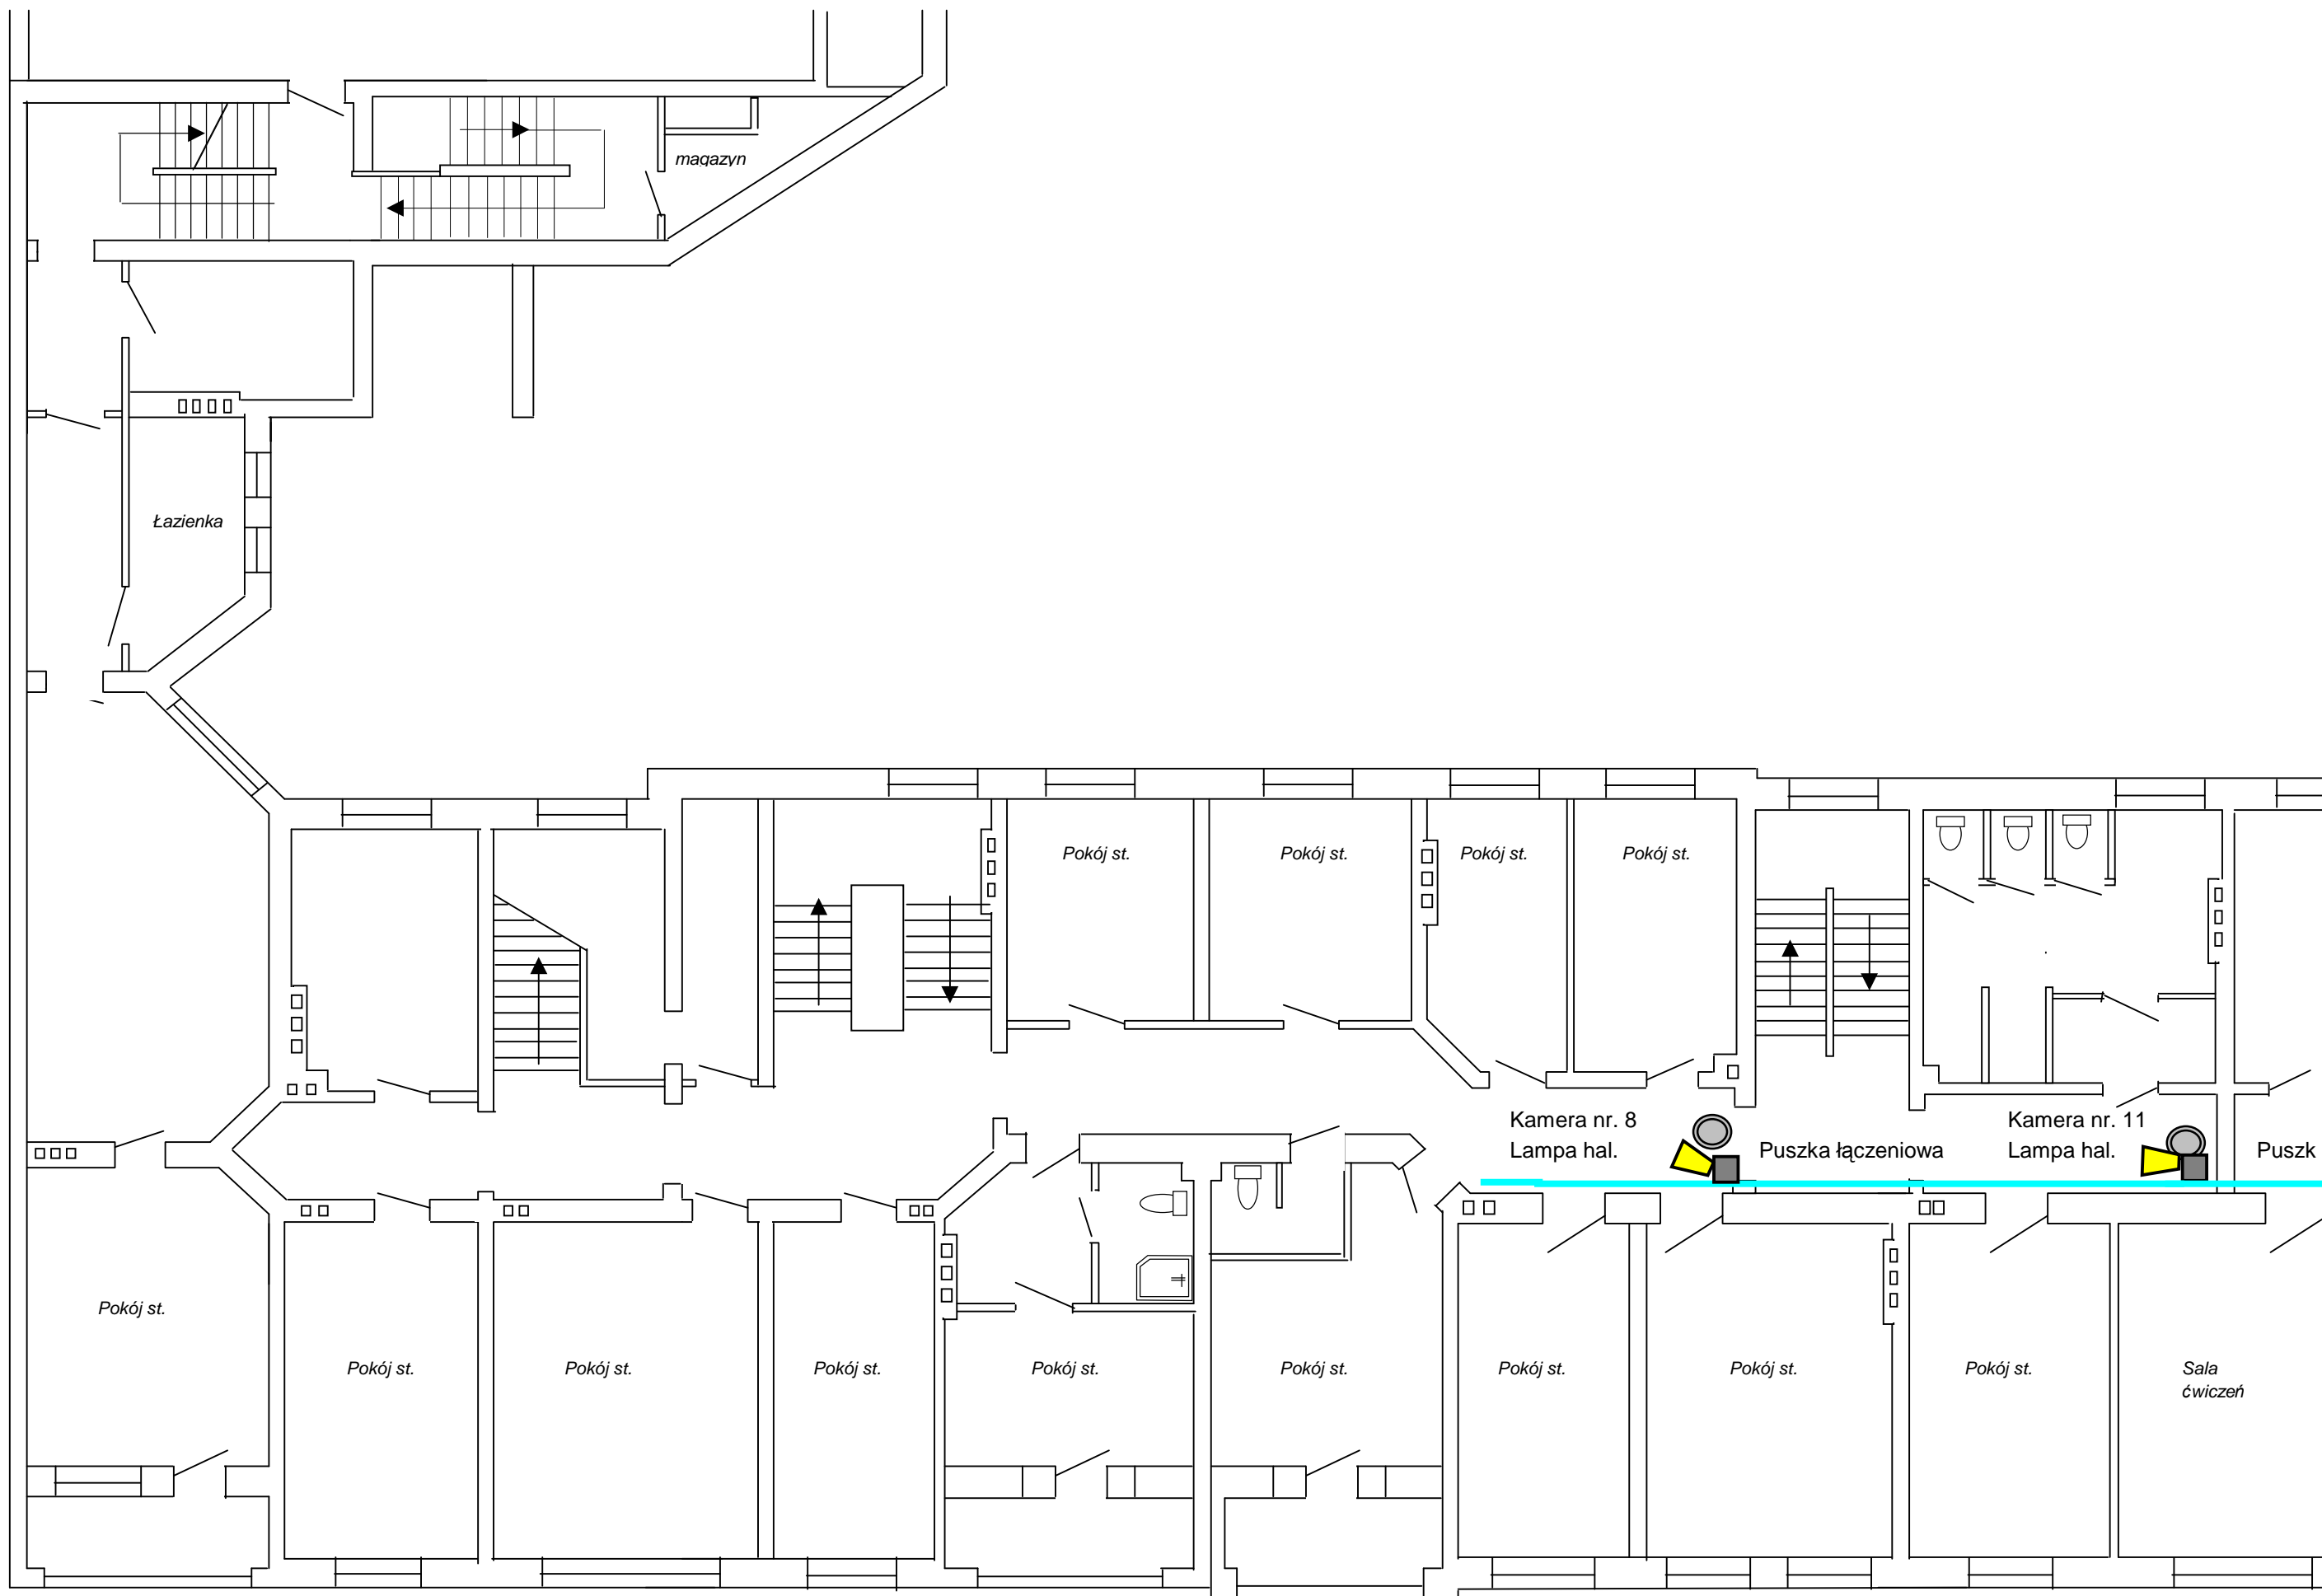 magazyn
Łazienka
Pokój st.
Pokój st.
Pokój st.
Pokój st.
Kamera nr. 8
Lampa hal.
Puszka łączeniowa
Kamera nr. 11
Lampa hal.
Puszk
Pokój st.
Pokój st.
Pokój st.
Pokój st.
Pokój st.
Pokój st.
Pokój st.
Pokój st.
Pokój st.
Sala
ćwiczeń